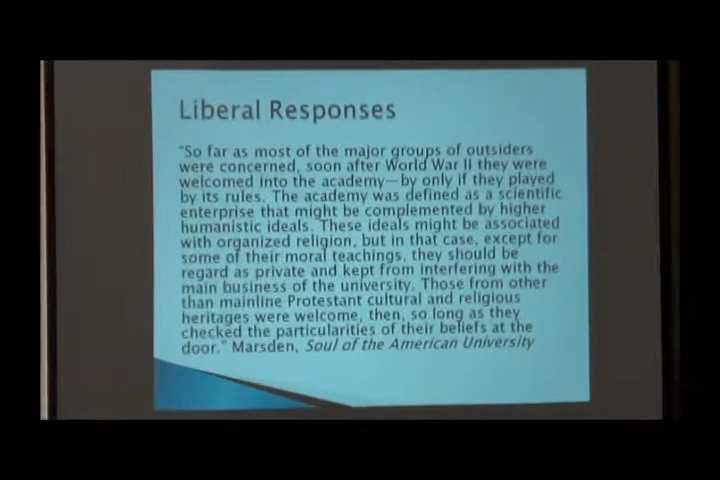 Liberal Responses
"So far as most of the major groups of outsiders
were concerned, soon after World War II they were
welcomed into the academy—by only if they played
by its rules. The academy was defined as a scientific
enterprise that might be complemented by higher
humanistic ideals. These ideals might be associated
with organized religion, but in that case, except for
some of their moral teachings, they should be
regard as private and kept from interfering with the
main business of the university. Those from other
than mainline Protestant cultural and religious
heritages were welcome, then, so long as they
checked the particularities of their beliefs at the
door." Marsden, Soul of the American University